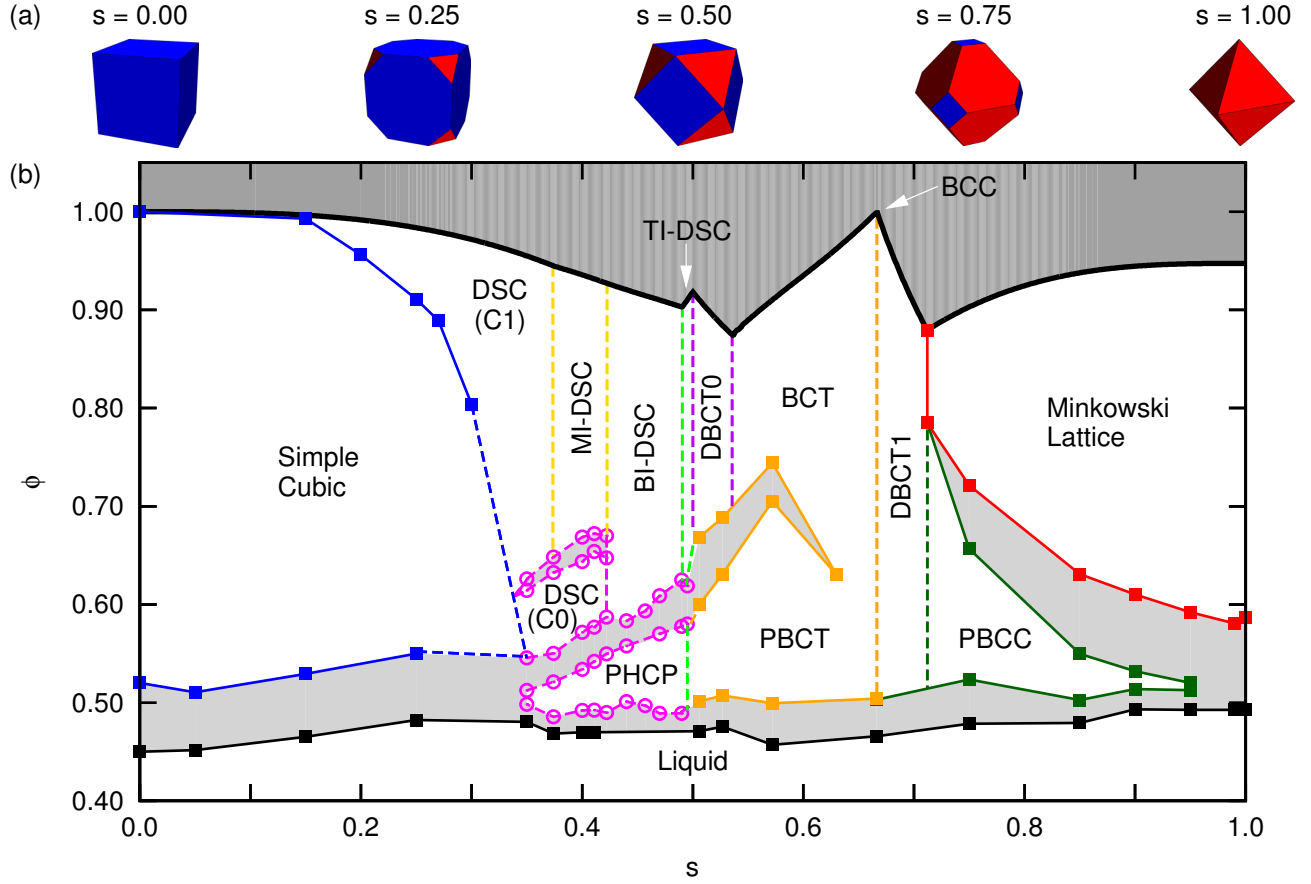 (a)
s = 0.00
s = 0.25
s = 0.50
s = 0.75
s = 1.00
(b)
BCC
TI-DSC
DSC
(C1)
MI-DSC
BI-DSC
DBCT0
BCT
DBCT1
Minkowski
Lattice
Simple
Cubic
DSC
(C0)
PHCP
PBCT
PBCC
Liquid
1.00
0.90
0.80
0.70
0.60
0.50
0.40
ϕ
0.0
0.2
0.4
0.6
0.8
1.0
s